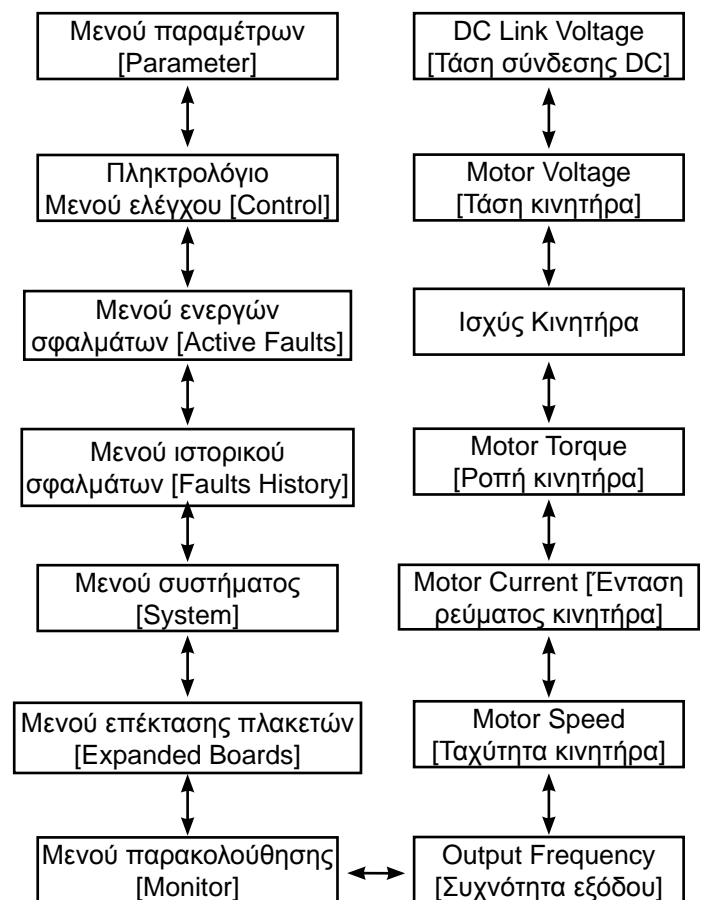 Μενού παραμέτρων
[Parameter]
Πληκτρολόγιο
Μενού ελέγχου [Control]
Μενού ενεργών
σφαλμάτων [Active Faults]
Μενού ιστορικού
σφαλμάτων [Faults History]
Μενού συστήματος
[System]
Μενού επέκτασης πλακετών
[Expanded Boards]
Μενού παρακολούθησης
[Monitor]
DC Link Voltage
[Τάση σύνδεσης DC]
Motor Voltage
[Τάση κινητήρα]
Ισχύς Κινητήρα
Motor Torque
[Ροπή κινητήρα]
Motor Current [Ένταση
ρεύματος κινητήρα]
Motor Speed
[Ταχύτητα κινητήρα]
Output Frequency
[Συχνότητα εξόδου]